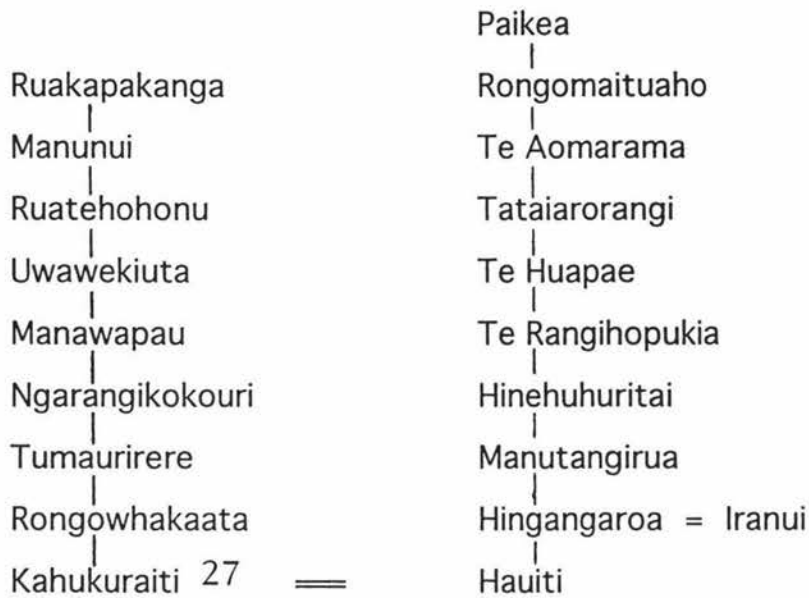 Paikea
Ruakapakanga Rongomaituaho
Manunui Te Aomarama
Ruatehohonu Tataiarorangi
Uwawekiuta Te Huapae
Manawapau Te Rangihopukia
Ngarangikokouri Hinehuhuritai
Tumaurirere Manutangirua
Rongowhakaata Hingangaroa = Iranui
Kahukuraiti 27 = Hauiti